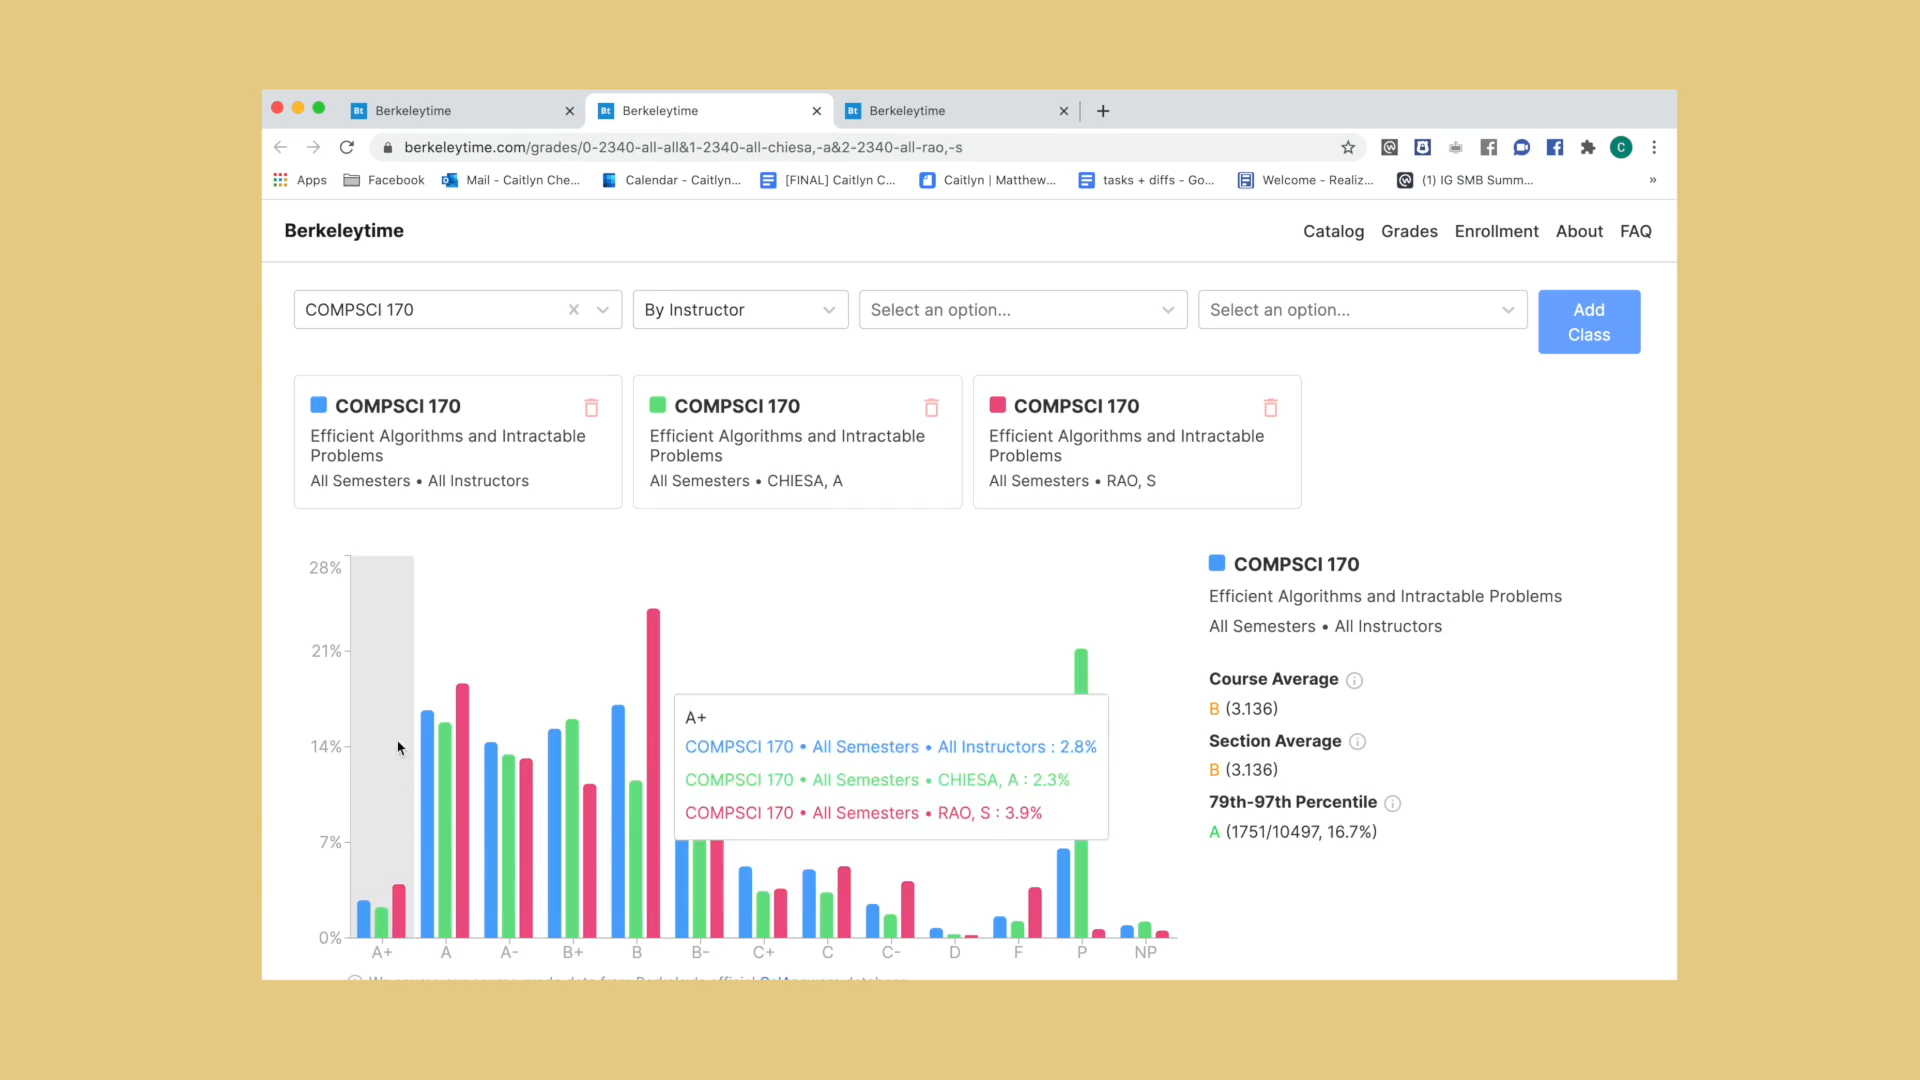 Berkeleytime
Berkeleytime
Berkeleytime
berkeleytime.com/grades/0-2340-all-all&1-2340-all-chiesa,-a&2-2340-all-rao,-s
C
Apps
Facebook
Mail - Caitlyn Che...
Calendar - Caitlyn...
[FINAL] Caitlyn C...
Caitlyn | Matthew...
tasks + diffs - Go...
Welcome - Realiz...
(1) IG SMB Summ...
»
Berkeleytime
Catalog Grades Enrollment About FAQ
COMPSCI 170
By Instructor
Select an option...
Select an option...
Add
Class
COMPSCI 170
Efficient Algorithms and Intractable
Problems
All Semesters • All Instructors
COMPSCI 170
Efficient Algorithms and Intractable
Problems
All Semesters • CHIESA, A
COMPSCI 170
Efficient Algorithms and Intractable
Problems
All Semesters • RAO, S
28%
21%
14%
7%
0%
A+
COMPSCI 170 • All Semesters • All Instructors : 2.8%
COMPSCI 170 • All Semesters • CHIESA, A : 2.3%
COMPSCI 170 • All Semesters • RAO, S : 3.9%
A+ A A- B+ B B- C+ C C- D F P NP
COMPSCI 170
Efficient Algorithms and Intractable Problems
All Semesters • All Instructors
Course Average
B (3.136)
Section Average
B (3.136)
79th-97th Percentile
A (1751/10497, 16.7%)